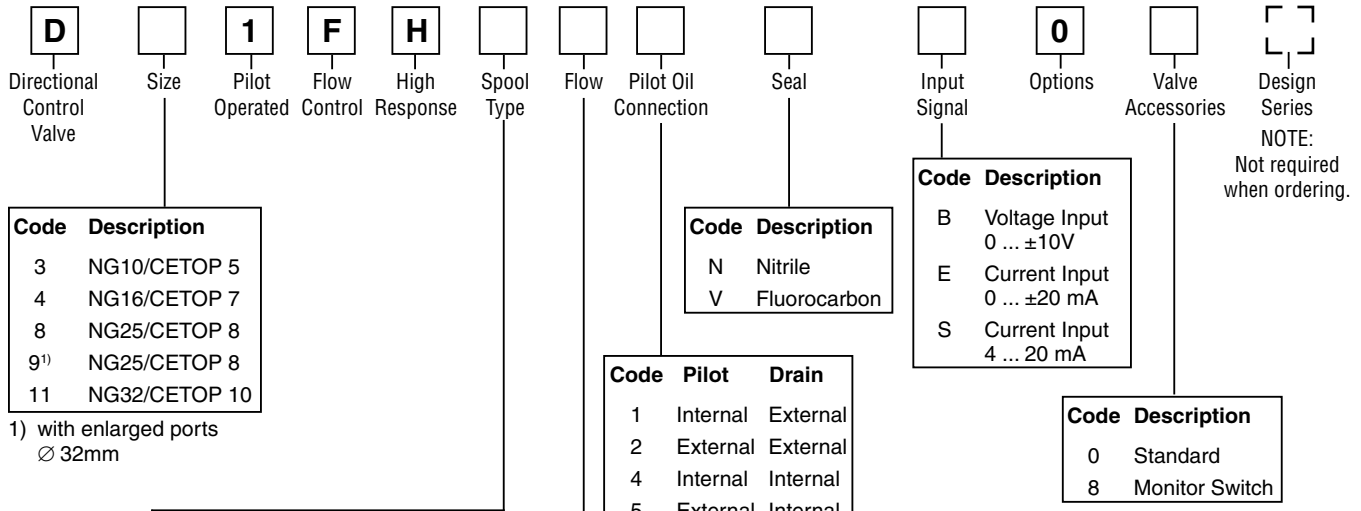 D 1 F H 0
Directional Control Valve
Size
Pilot Operated
Flow Control
High Response
Spool Type
Flow
Pilot Oil Connection
Seal
Input Signal
Options
Valve Accessories
Design Series
NOTE:
Not required
when ordering.
Code Description
3 NG10/CETOP 5
4 NG16/CETOP 7
8 NG25/CETOP 8
9¹⁾ NG25/CETOP 8
11 NG32/CETOP 10
1) with enlarged ports
∅ 32mm
Code Pilot Drain
1 Internal External
2 External External
4 Internal Internal
5 External Internal
Code Description
N Nitrile
V Fluorocarbon
Code Description
B Voltage Input
0 ... ±10V
E Current Input
0 ... ±20 mA
S Current Input
4 ... 20 mA
Code Description
0 Standard
8 Monitor Switch